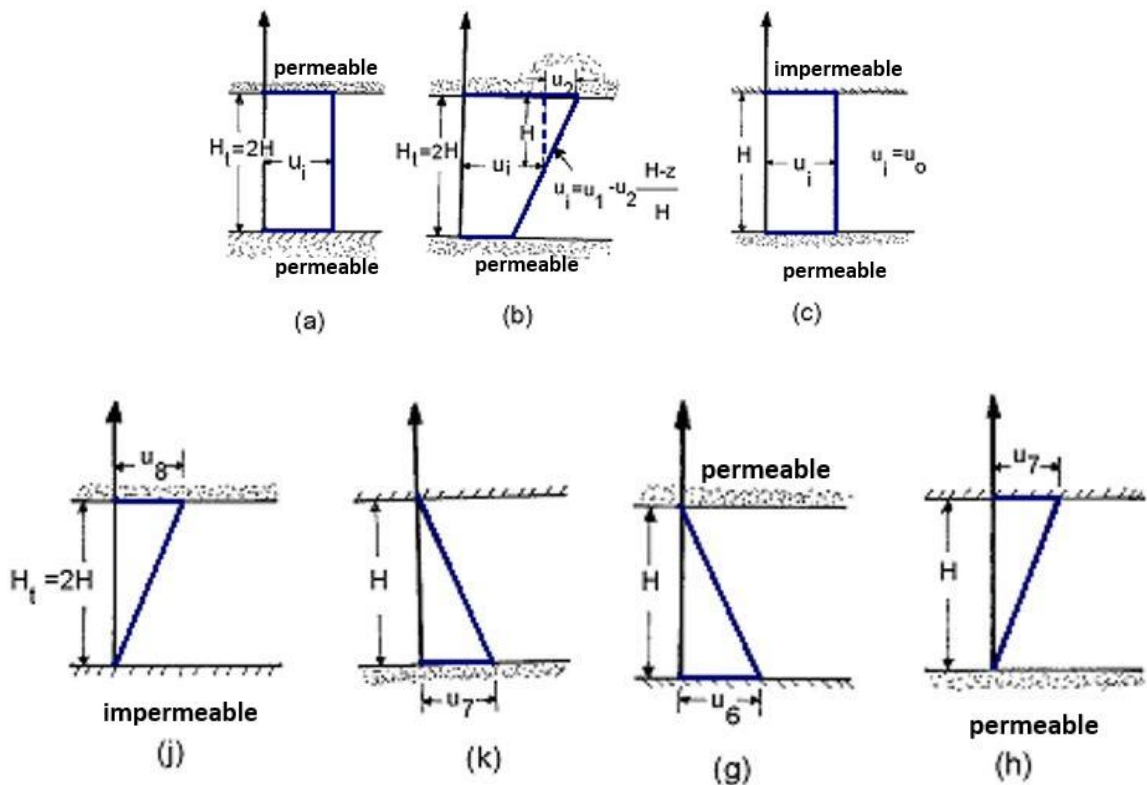 permeable
H_t=2H
u_i
permeable
(a)
u_2
H
H_t=2H
u_i
u_i=u_1-u_2 H-z/H
permeable
(b)
impermeable
H
u_i
u_i=u_o
permeable
(c)
u_8
H_t=2H
impermeable
(j)
H
u_7
(k)
permeable
H
u_6
(g)
u_7
H
permeable
(h)